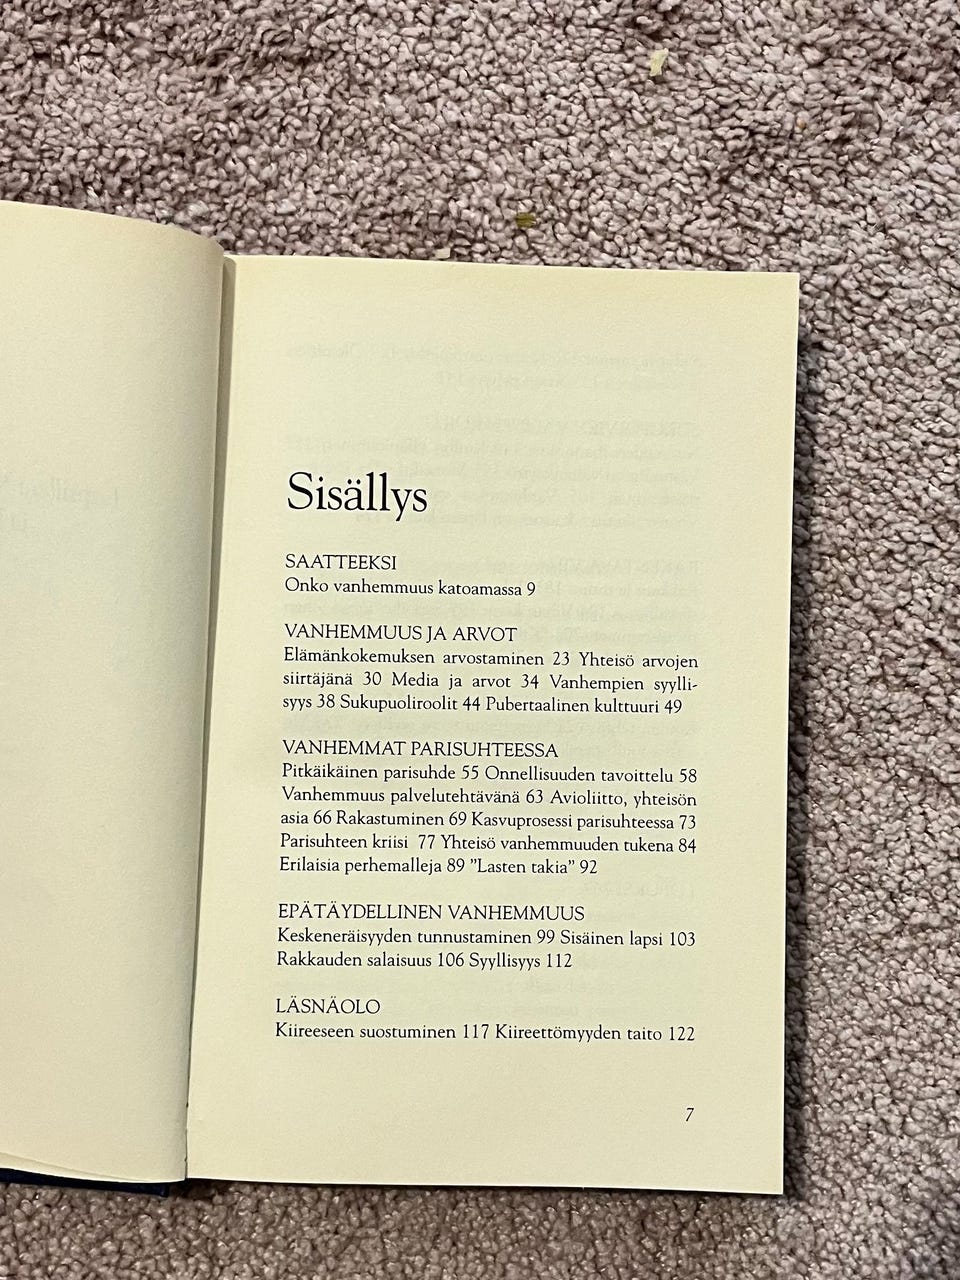 Sisällys
SAATTEEKSI
Onko vanhemmuus katoamassa 9
VANHEMMUUS JA ARVOT
Elämänkokemuksen arvostaminen 23 Yhteisö arvojen
siirtäjänä 30 Media ja arvot 34 Vanhempien syylli-
syys 38 Sukupuoliroolit 44 Pubertaalinen kulttuuri 49
VANHEMMAT PARISUHTEESSA
Pitkäikäinen parisuhde 55 Onnellisuuden tavoittelu 58
Vanhemmuus palvelutehtävänä 63 Avioliitto, yhteisön
asia 66 Rakastuminen 69 Kasvuprosessi parisuhteessa 73
Parisuhteen kriisi 77 Yhteisö vanhemmuuden tukena 84
Erilaisia perhemalleja 89 ”Lasten takia” 92
EPÄTÄYDELLINEN VANHEMMUUS
Keskeneräisyyden tunnustaminen 99 Sisäinen lapsi 103
Rakkauden salaisuus 106 Syyllisyys 112
LÄSNÄOLO
Kiireeseen suostuminen 117 Kiireettömyyden taito 122
7